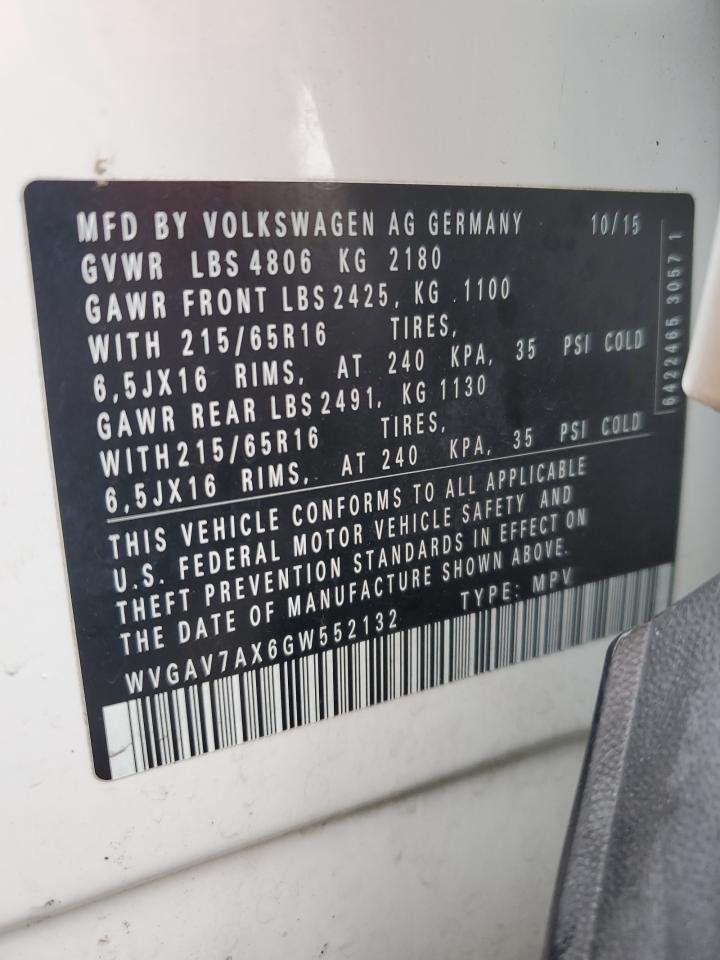 MFD BY VOLKSWAGEN AG GERMANY 10/15
GVWR LBS 4806 KG 2180
GAWR FRONT LBS 2425, KG .1100
WITH 215/65R16 TIRES,
6,5JX16 RIMS, AT 240 KPA, 35 PSI COLD
GAWR REAR LBS 2491, KG 1130
WITH 215/65R16 TIRES,
6,5JX16 RIMS, AT 240 KPA, 35 PSI COLD
THIS VEHICLE CONFORMS TO ALL APPLICABLE
U.S. FEDERAL MOTOR VEHICLE SAFETY AND
THEFT PREVENTION STANDARDS IN EFFECT ON
THE DATE OF MANUFACTURE SHOWN ABOVE.
WVGAV7AX6GW552132 TYPE: MPV
6422465 3057 1